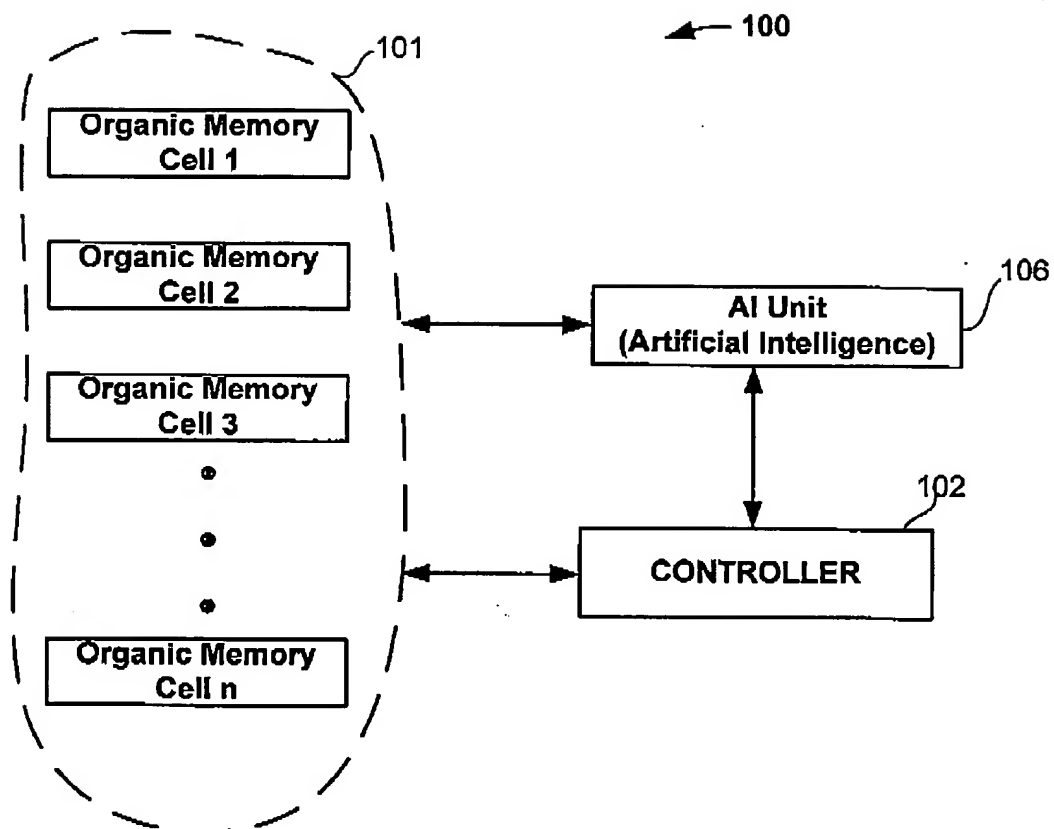 100
101
Organic Memory
Cell 1
Organic Memory
Cell 2
106
AI Unit
(Artificial Intelligence)
Organic Memory
Cell 3
102
CONTROLLER
Organic Memory
Cell n